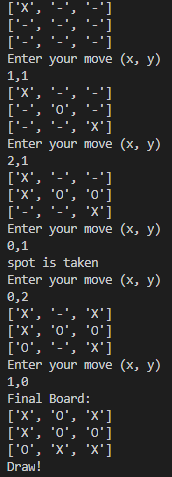 ['X', '-', '-']
['-', '-', '-']
['-', '-', '-']
Enter your move (x, y)
1,1
['X', '-', '-']
['-', 'O', '-']
['-', '-', 'X']
Enter your move (x, y)
2,1
['X', '-', '-']
['X', 'O', 'O']
['-', '-', 'X']
Enter your move (x, y)
0,1
spot is taken
Enter your move (x, y)
0,2
['X', '-', 'X']
['X', 'O', 'O']
['O', '-', 'X']
Enter your move (x, y)
1,0
Final Board:
['X', 'O', 'X']
['X', 'O', 'O']
['O', 'X', 'X']
Draw!